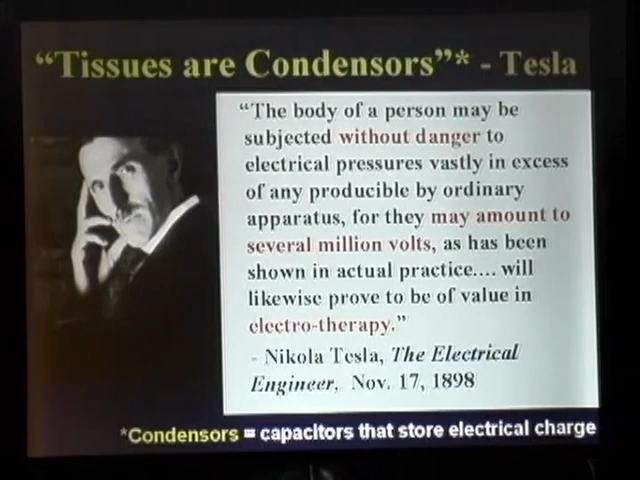 “Tissues are Condensors”* - Tesla
“The body of a person may be
subjected without danger to
electrical pressures vastly in excess
of any producible by ordinary
apparatus, for they may amount to
several million volts, as has been
shown in actual practice.... will
likewise prove to be of value in
electro-therapy.”
- Nikola Tesla, The Electrical
Engineer, Nov. 17, 1898
*Condensors = capacitors that store electrical charge